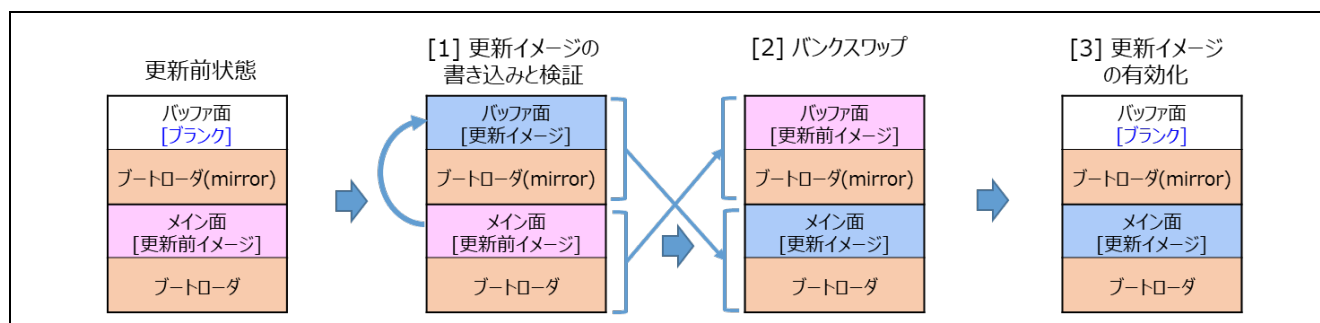 更新前状態
バッファ面
[ブランク]
ブートローダ(mirror)
メイン面
[更新前イメージ]
ブートローダ
[1] 更新イメージの
書き込みと検証
バッファ面
[更新イメージ]
ブートローダ(mirror)
メイン面
[更新前イメージ]
ブートローダ
[2] バンクスワップ
バッファ面
[更新前イメージ]
ブートローダ(mirror)
メイン面
[更新イメージ]
ブートローダ
[3] 更新イメージ
の有効化
バッファ面
[ブランク]
ブートローダ(mirror)
メイン面
[更新イメージ]
ブートローダ